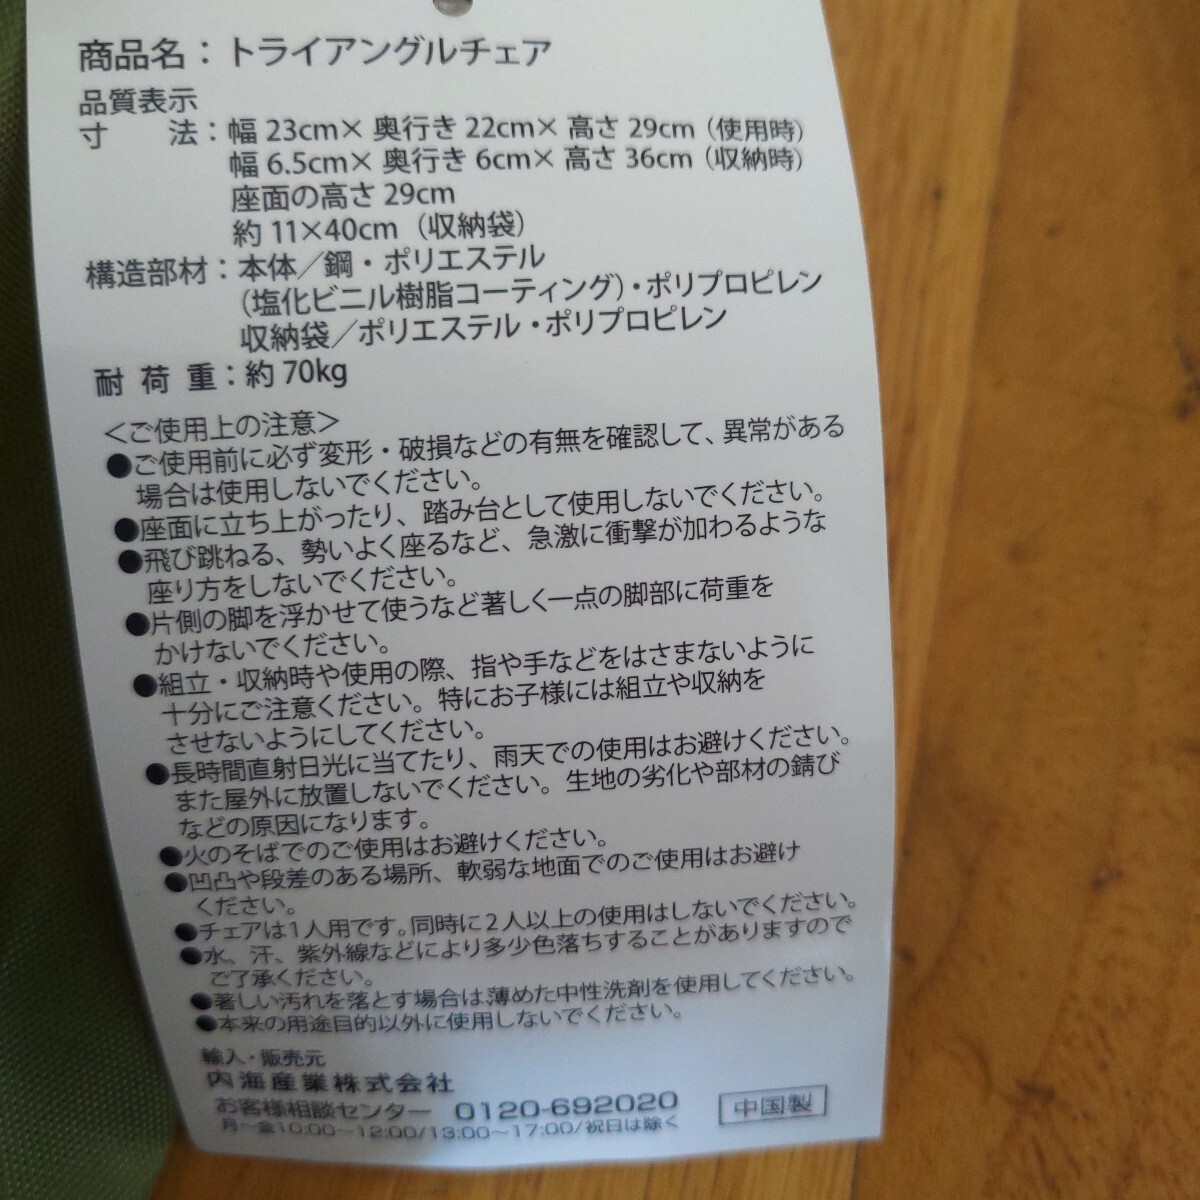 商品名：トライアングルチェア
品質表示
寸　法：幅 23cm× 奥行き 22cm× 高さ 29cm（使用時）
幅 6.5cm× 奥行き 6cm× 高さ 36cm（収納時）
座面の高さ 29cm
約 11×40cm（収納袋）
構造部材：本体／鋼・ポリエステル
（塩化ビニル樹脂コーティング）・ポリプロピレン
収納袋／ポリエステル・ポリプロピレン
耐 荷 重：約 70kg
＜ご使用上の注意＞
●ご使用前に必ず変形・破損などの有無を確認して、異常がある
場合は使用しないでください。
●座面に立ち上がったり、踏み台として使用しないでください。
●飛び跳ねる、勢いよく座るなど、急激に衝撃が加わるような
座り方をしないでください。
●片側の脚を浮かせて使うなど著しく一点の脚部に荷重を
かけないでください。
●組立・収納時や使用の際、指や手などをはさまないように
十分にご注意ください。特にお子様には組立や収納を
させないようにしてください。
●長時間直射日光に当てたり、雨天での使用はお避けください。
また屋外に放置しないでください。生地の劣化や部材の錆び
などの原因になります。
●火のそばでのご使用はお避けください。
●凹凸や段差のある場所、軟弱な地面でのご使用はお避け
ください。
●チェアは1人用です。同時に2人以上の使用はしないでください。
●水、汗、紫外線などにより多少色落ちすることがありますので
ご了承ください。
●著しい汚れを落とす場合は薄めた中性洗剤を使用してください。
●本来の用途目的以外に使用しないでください。
輸入・販売元
内海産業株式会社
お客様相談センター 0120-692020
月～金10:00～12:00/13:00～17:00/祝日は除く
中国製